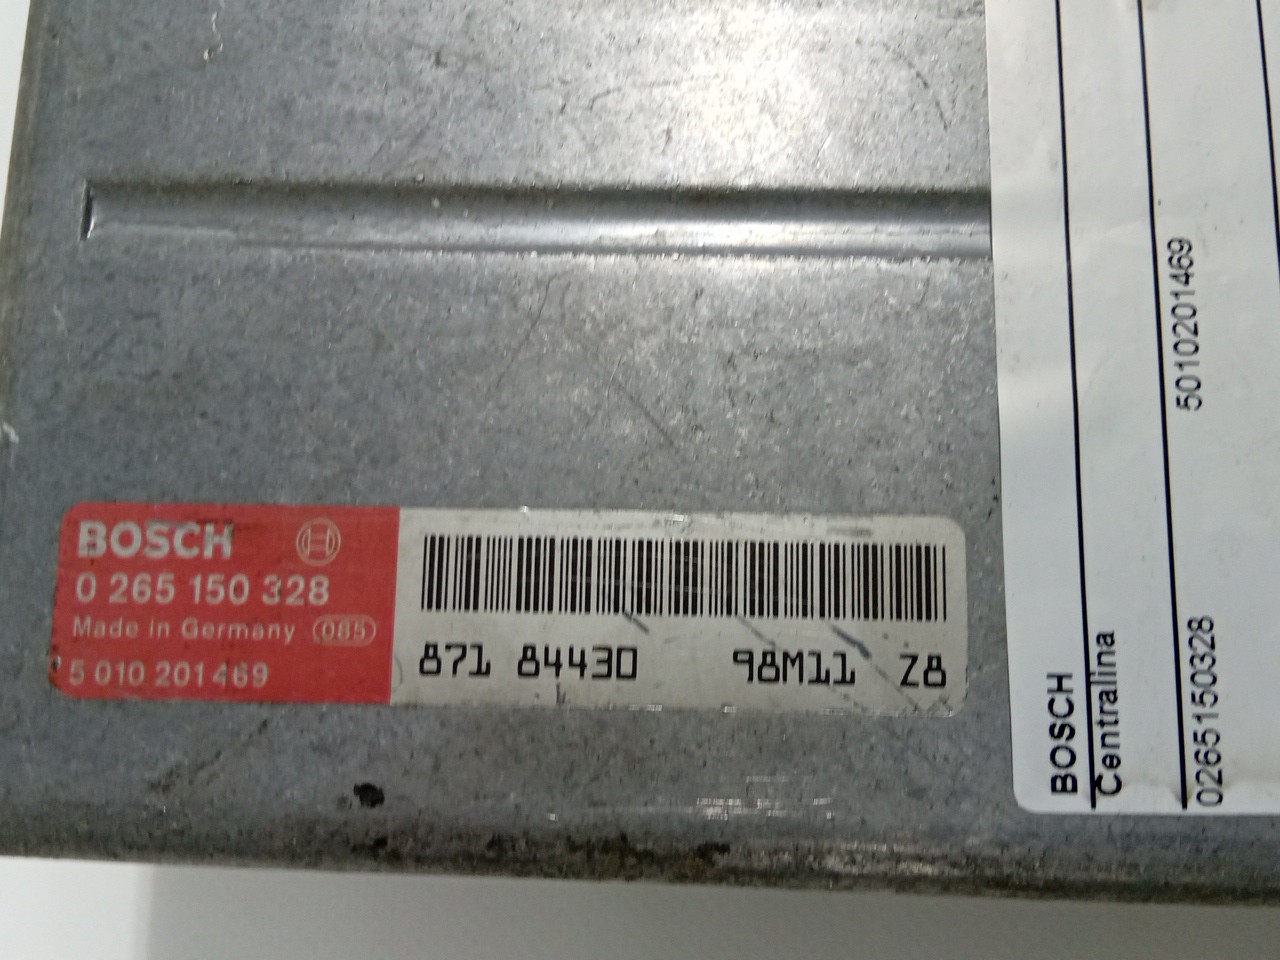 BOSCH
0 265 150 328
Made in Germany 085
5 010 201 469
871 84430 98M11 Z8
BOSCH
Centralina
0265150328 5010201469